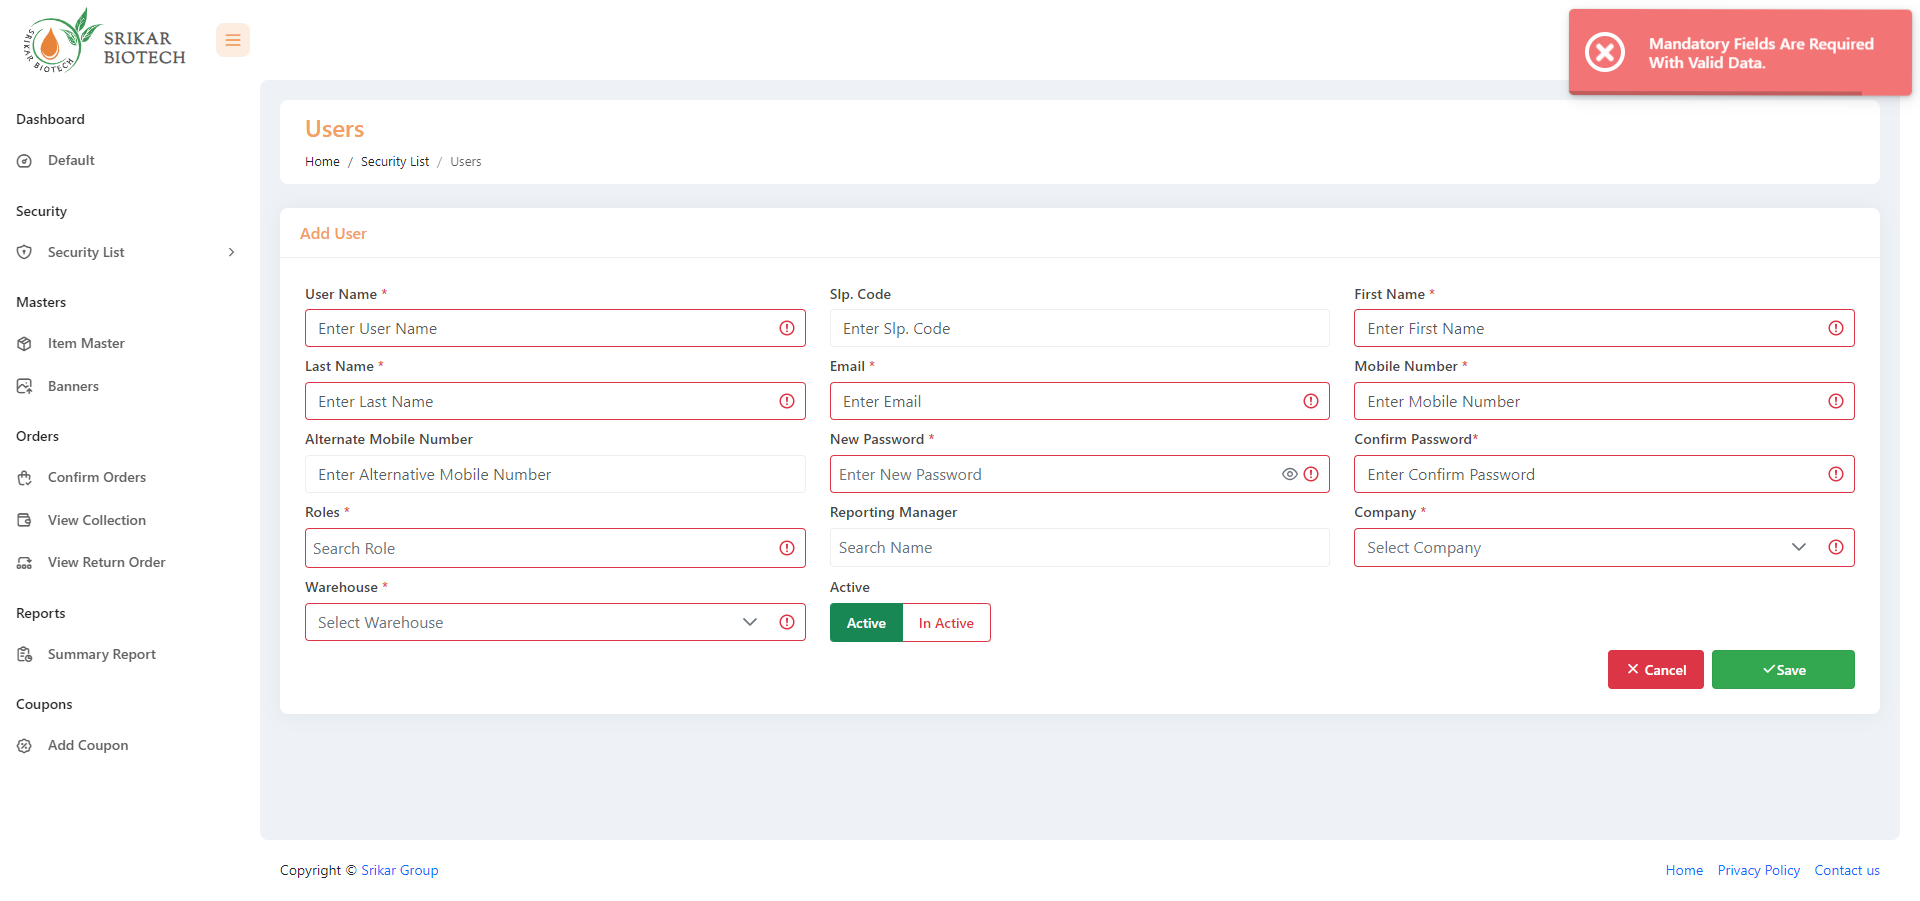 SRIKAR BIOTECH
SRIKAR
BIOTECH
Mandatory Fields Are Required
With Valid Data.
Dashboard
Default
Security
Security List
Masters
Item Master
Banners
Orders
Confirm Orders
View Collection
View Return Order
Reports
Summary Report
Coupons
Add Coupon
Users
Home / Security List / Users
Add User
User Name *
Enter User Name
Slp. Code
Enter Slp. Code
First Name *
Enter First Name
Last Name *
Enter Last Name
Email *
Enter Email
Mobile Number *
Enter Mobile Number
Alternate Mobile Number
Enter Alternative Mobile Number
New Password *
Enter New Password
Confirm Password*
Enter Confirm Password
Roles *
Search Role
Reporting Manager
Search Name
Company *
Select Company
Warehouse *
Select Warehouse
Active
Active
In Active
Cancel
Save
Copyright © Srikar Group
Home Privacy Policy Contact us